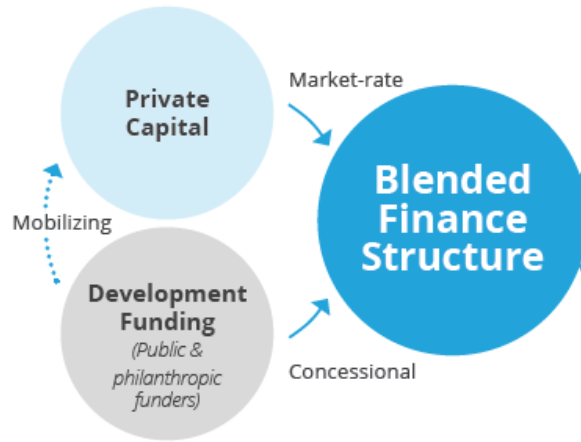 Private
Capital
Market-rate
Blended
Finance
Structure
Mobilizing
Development
Funding
(Public &
philanthropic
funders)
Concessional